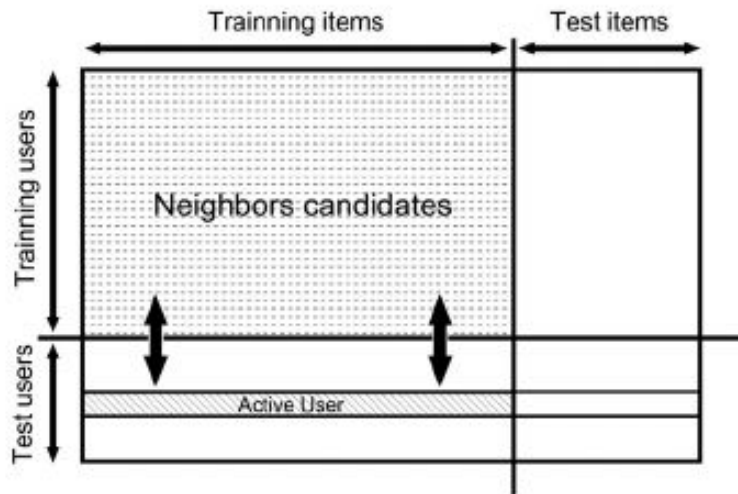 Trainning items
Test items
Trainning users
Neighbors candidates
Test users
Active User